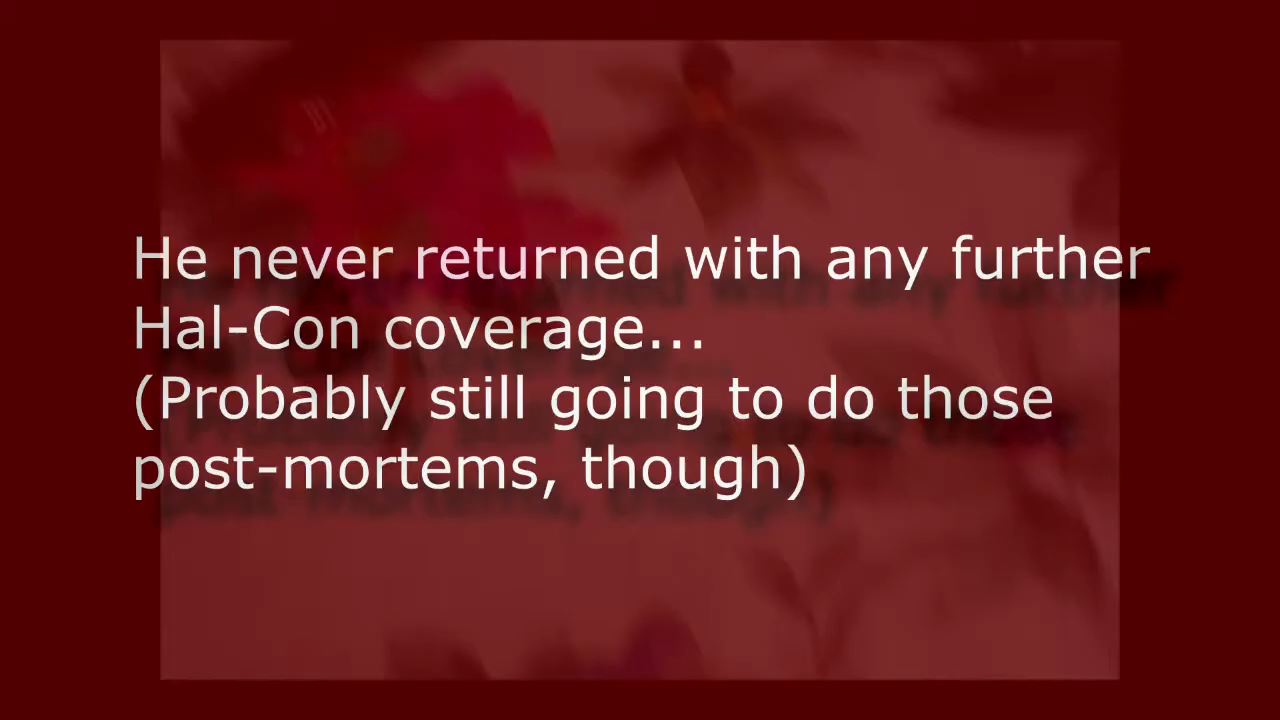 He never returned with any further
Hal-Con coverage...
(Probably still going to do those
post-mortems, though)